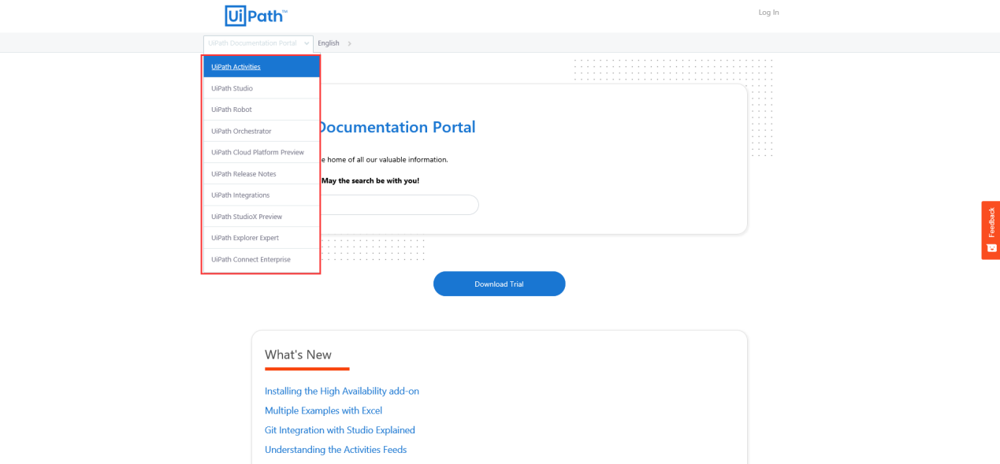 UiPath™
Log In
UiPath Documentation Portal
English
UiPath Activities
UiPath Studio
UiPath Robot
UiPath Orchestrator
UiPath Cloud Platform Preview
UiPath Release Notes
UiPath Integrations
UiPath StudioX Preview
UiPath Explorer Expert
UiPath Connect Enterprise
Documentation Portal
e home of all our valuable information.
May the search be with you!
Feedback
Download Trial
What's New
Installing the High Availability add-on
Multiple Examples with Excel
Git Integration with Studio Explained
Understanding the Activities Feeds